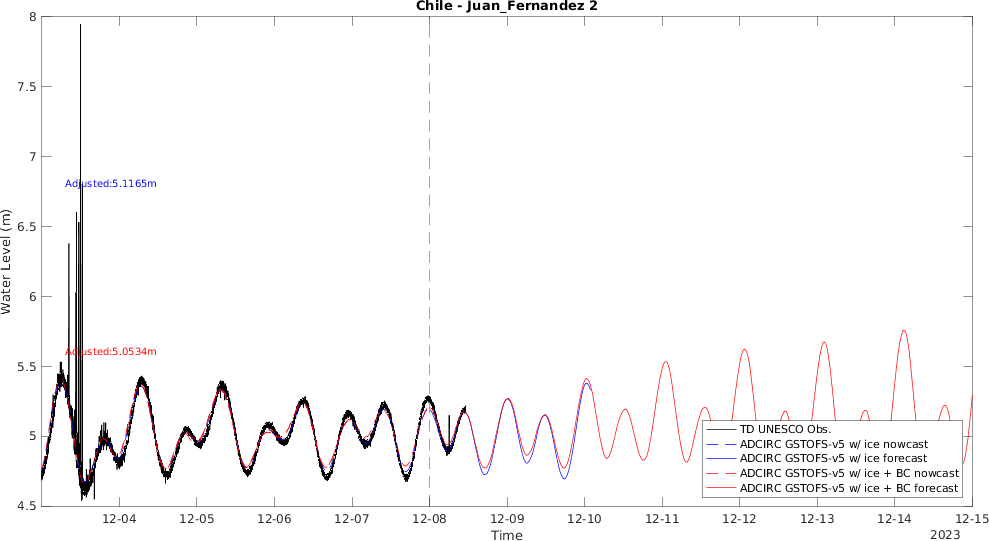 Chile - Juan_Fernandez 2
8
7.5
7
6.5
6
5.5
5
4.5
Water Level (m)
Adjusted:5.1165m
Adjusted:5.0534m
TD UNESCO Obs.
ADCIRC GSTOFS-v5 w/ ice nowcast
ADCIRC GSTOFS-v5 w/ ice forecast
ADCIRC GSTOFS-v5 w/ ice + BC nowcast
ADCIRC GSTOFS-v5 w/ ice + BC forecast
12-04 12-05 12-06 12-07 12-08 12-09 12-10 12-11 12-12 12-13 12-14 12-15
Time
2023